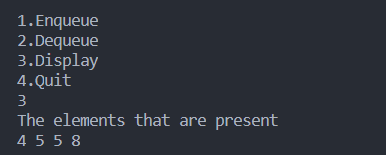 1.Enqueue
2.Dequeue
3.Display
4.Quit
3
The elements that are present
4 5 5 8